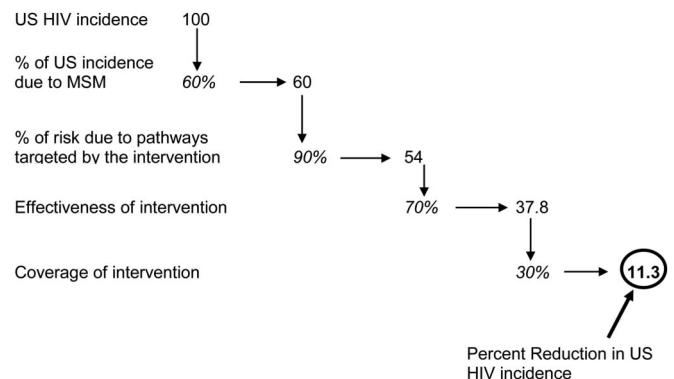 US HIV incidence 100
% of US incidence
due to MSM 60% 60
% of risk due to pathways
targeted by the intervention 90% 54
Effectiveness of intervention 70% 37.8
Coverage of intervention 30% 11.3
Percent Reduction in US
HIV incidence